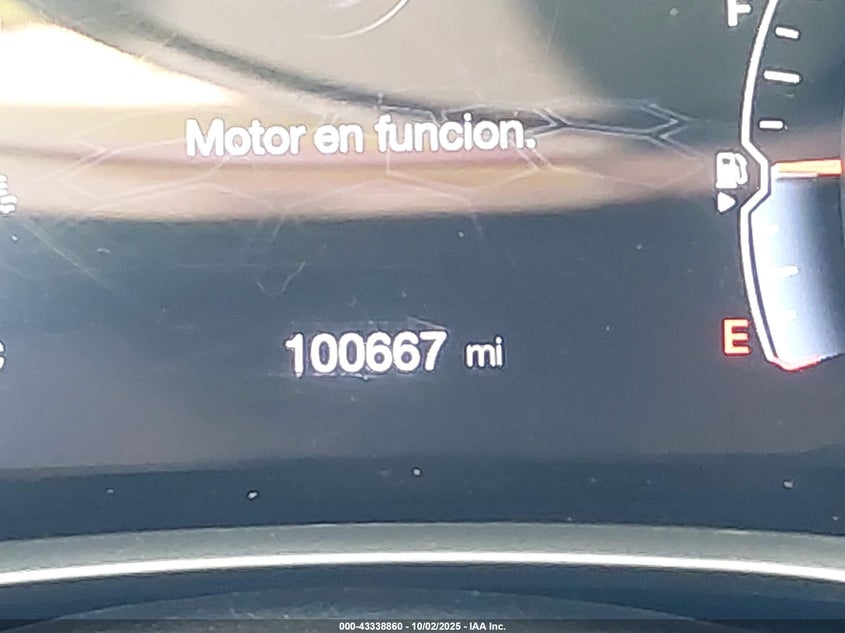 F
Motor en funcion.
100667 mi
E
000-43338860 - 10/02/2025 - IAA Inc.